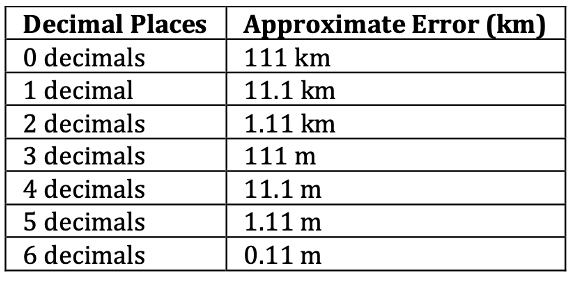 Decimal Places Approximate Error (km)
0 decimals 111 km
1 decimal 11.1 km
2 decimals 1.11 km
3 decimals 111 m
4 decimals 11.1 m
5 decimals 1.11 m
6 decimals 0.11 m